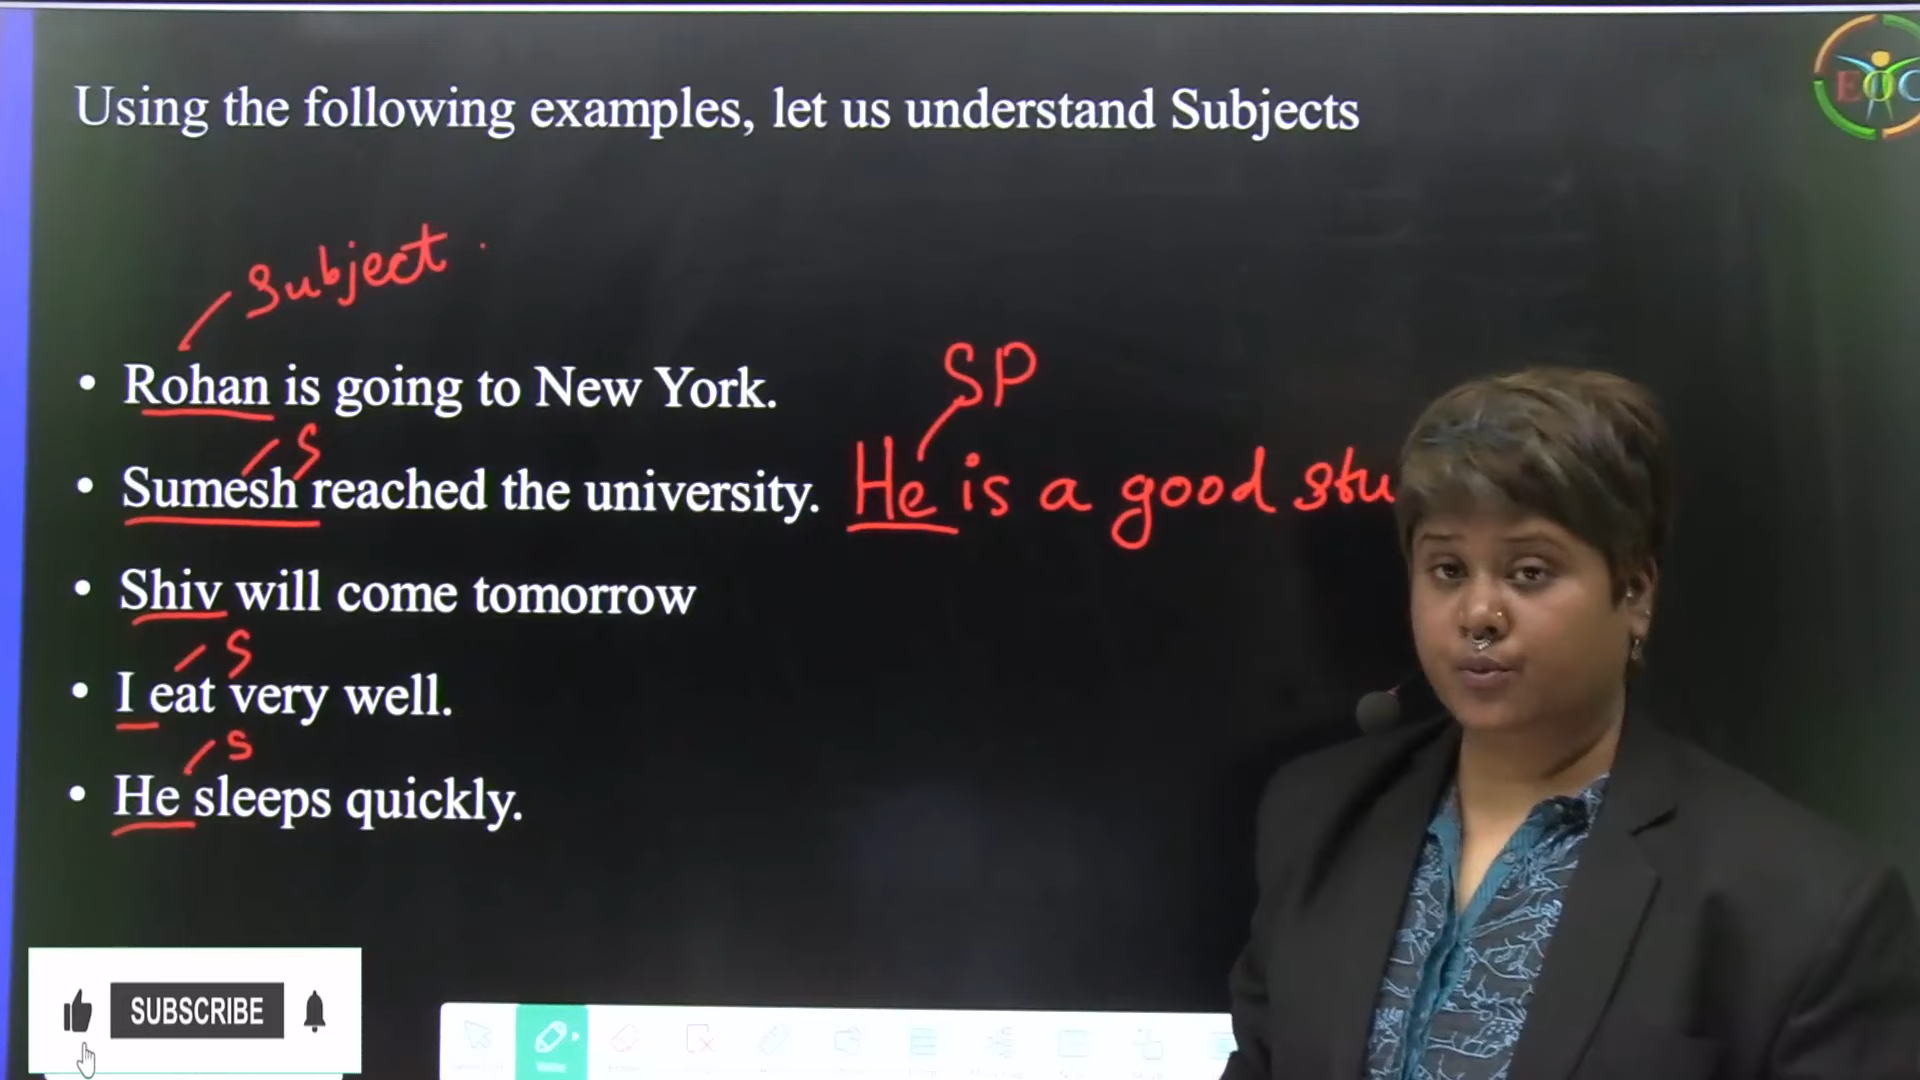 Using the following examples, let us understand Subjects
EOC
Subject
Rohan is going to New York.
SP
S
Sumesh reached the university. He is a good stu
Shiv will come tomorrow
S
I eat very well.
S
He sleeps quickly.
SUBSCRIBE